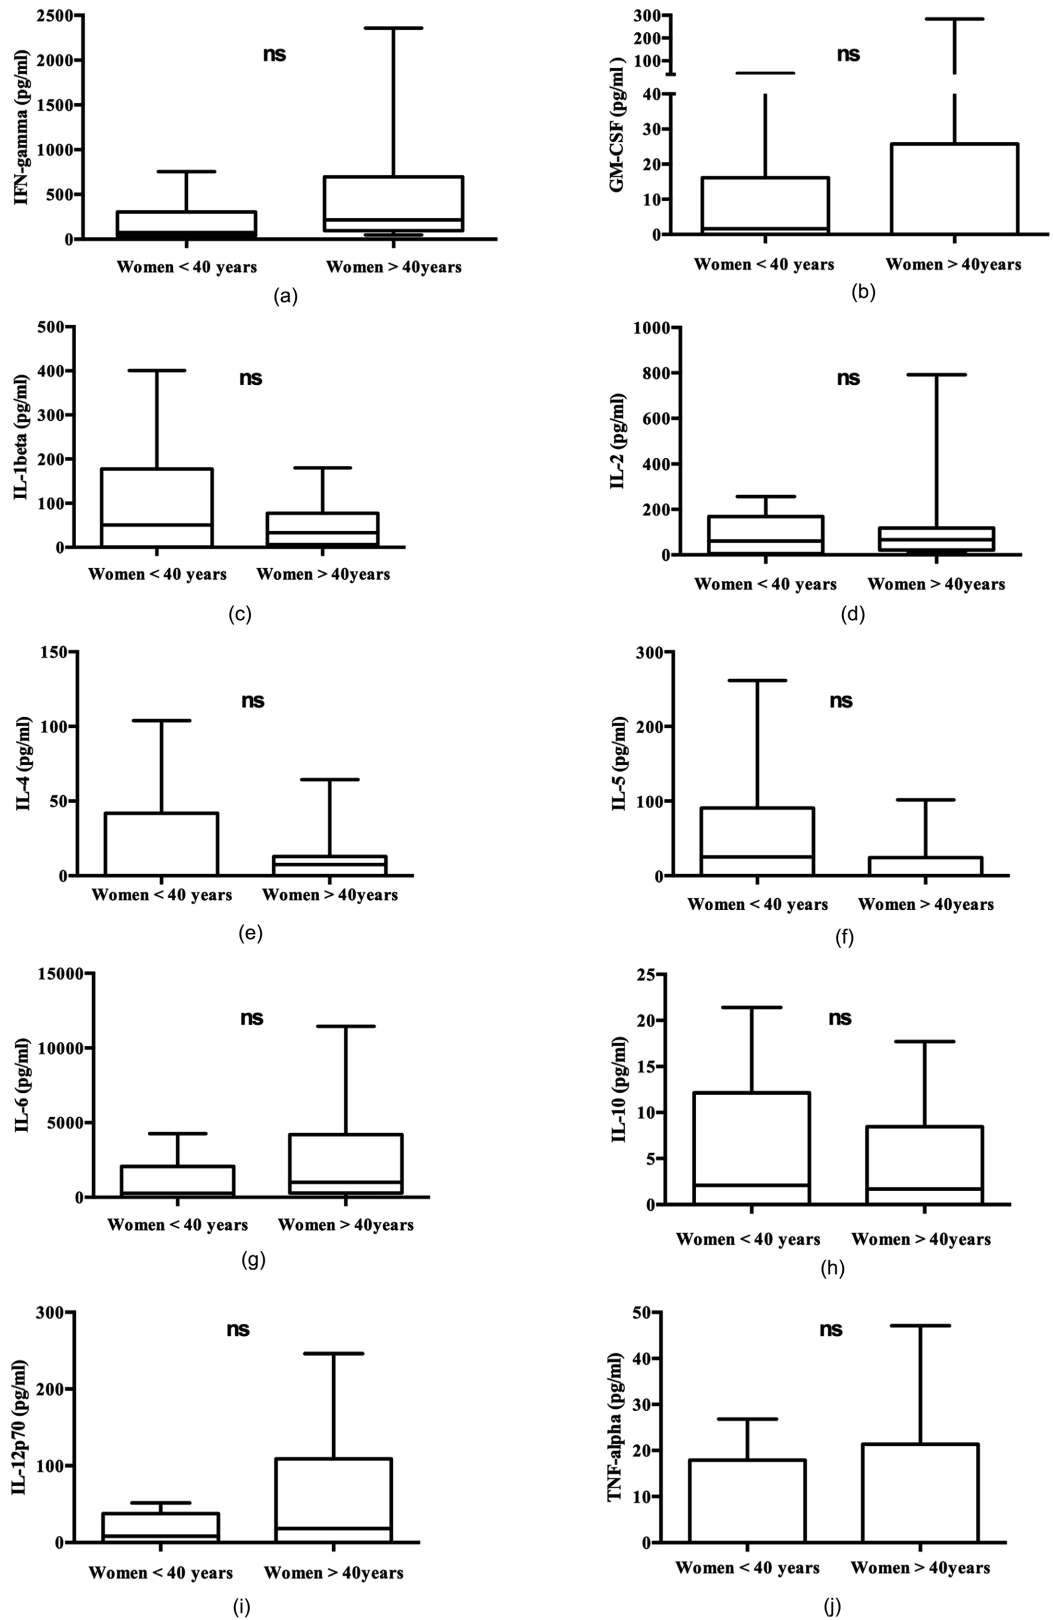 2500
2000
1500
1000
500
0
IFN-gamma (pg/ml)
ns
Women < 40 years
Women > 40years
(a)
300
200
100
40
30
20
10
0
GM-CSF (pg/ml )
ns
Women < 40 years
Women > 40years
(b)
500
400
300
200
100
0
IL-1beta (pg/ml)
ns
Women < 40 years
Women > 40years
(c)
1000
800
600
400
200
0
IL-2 (pg/ml)
ns
Women < 40 years
Women > 40years
(d)
150
100
50
0
IL-4 (pg/ml)
ns
Women < 40 years
Women > 40years
(e)
300
200
100
0
IL-5 (pg/ml)
ns
Women < 40 years
Women > 40years
(f)
15000
10000
5000
0
IL-6 (pg/ml)
ns
Women < 40 years
Women > 40years
(g)
25
20
15
10
5
0
IL-10 (pg/ml)
ns
Women < 40 years
Women > 40years
(h)
300
200
100
0
IL-12p70 (pg/ml)
ns
Women < 40 years
Women > 40years
(i)
50
40
30
20
10
0
TNF-alpha (pg/ml)
ns
Women < 40 years
Women > 40years
(j)